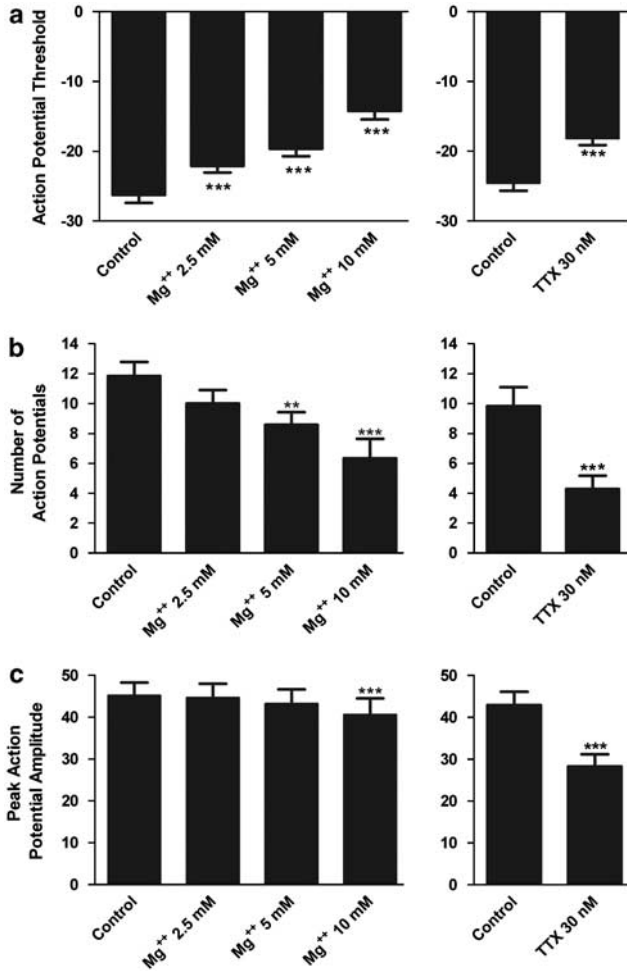 a
Action Potential Threshold
0
-10
-20
-30
***
***
***
Control
Mg++ 2.5 mM
Mg++ 5 mM
Mg++ 10 mM
0
-10
-20
-30
***
Control
TTX 30 nM
b
Number of
Action Potentials
14
12
10
8
6
4
2
0
**
***
Control
Mg++ 2.5 mM
Mg++ 5 mM
Mg++ 10 mM
14
12
10
8
6
4
2
0
***
Control
TTX 30 nM
c
Peak Action
Potential Amplitude
50
40
30
20
10
0
***
Control
Mg++ 2.5 mM
Mg++ 5 mM
Mg++ 10 mM
50
40
30
20
10
0
***
Control
TTX 30 nM